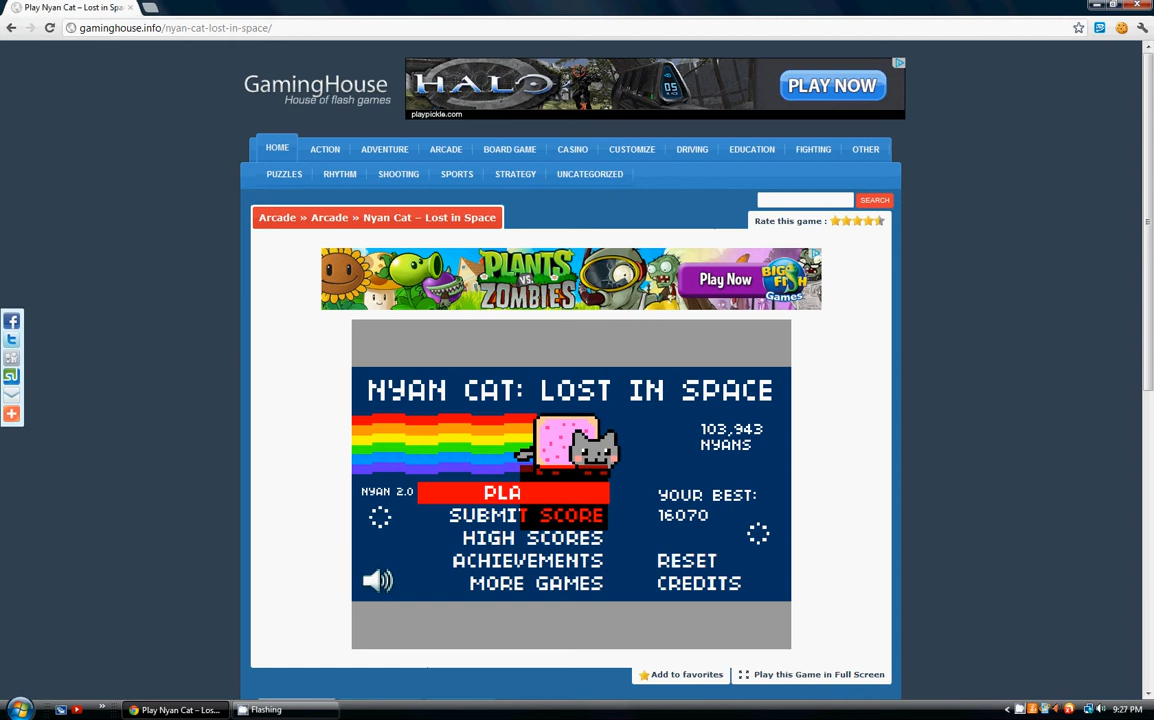 Play Nyan Cat – Lost in Spa
gaminghouse.info/nyan-cat-lost-in-space/
GamingHouse
House of flash games
HALO
05
PLAY NOW
playpickle.com
HOME ACTION ADVENTURE ARCADE BOARD GAME CASINO CUSTOMIZE DRIVING EDUCATION FIGHTING OTHER
PUZZLES RHYTHM SHOOTING SPORTS STRATEGY UNCATEGORIZED
SEARCH
Arcade » Arcade » Nyan Cat – Lost in Space
Rate this game :
PLANTS VS. ZOMBIES
Play Now
BIG FISH Games
NYAN CAT: LOST IN SPACE
103,943
NYANS
NYAN 2.0
PLA
YOUR BEST:
SUBMIT SCORE
16070
HIGH SCORES
ACHIEVEMENTS
RESET
MORE GAMES
CREDITS
Add to favorites
Play this Game in Full Screen
Play Nyan Cat – Los...
Flashing
9:27 PM